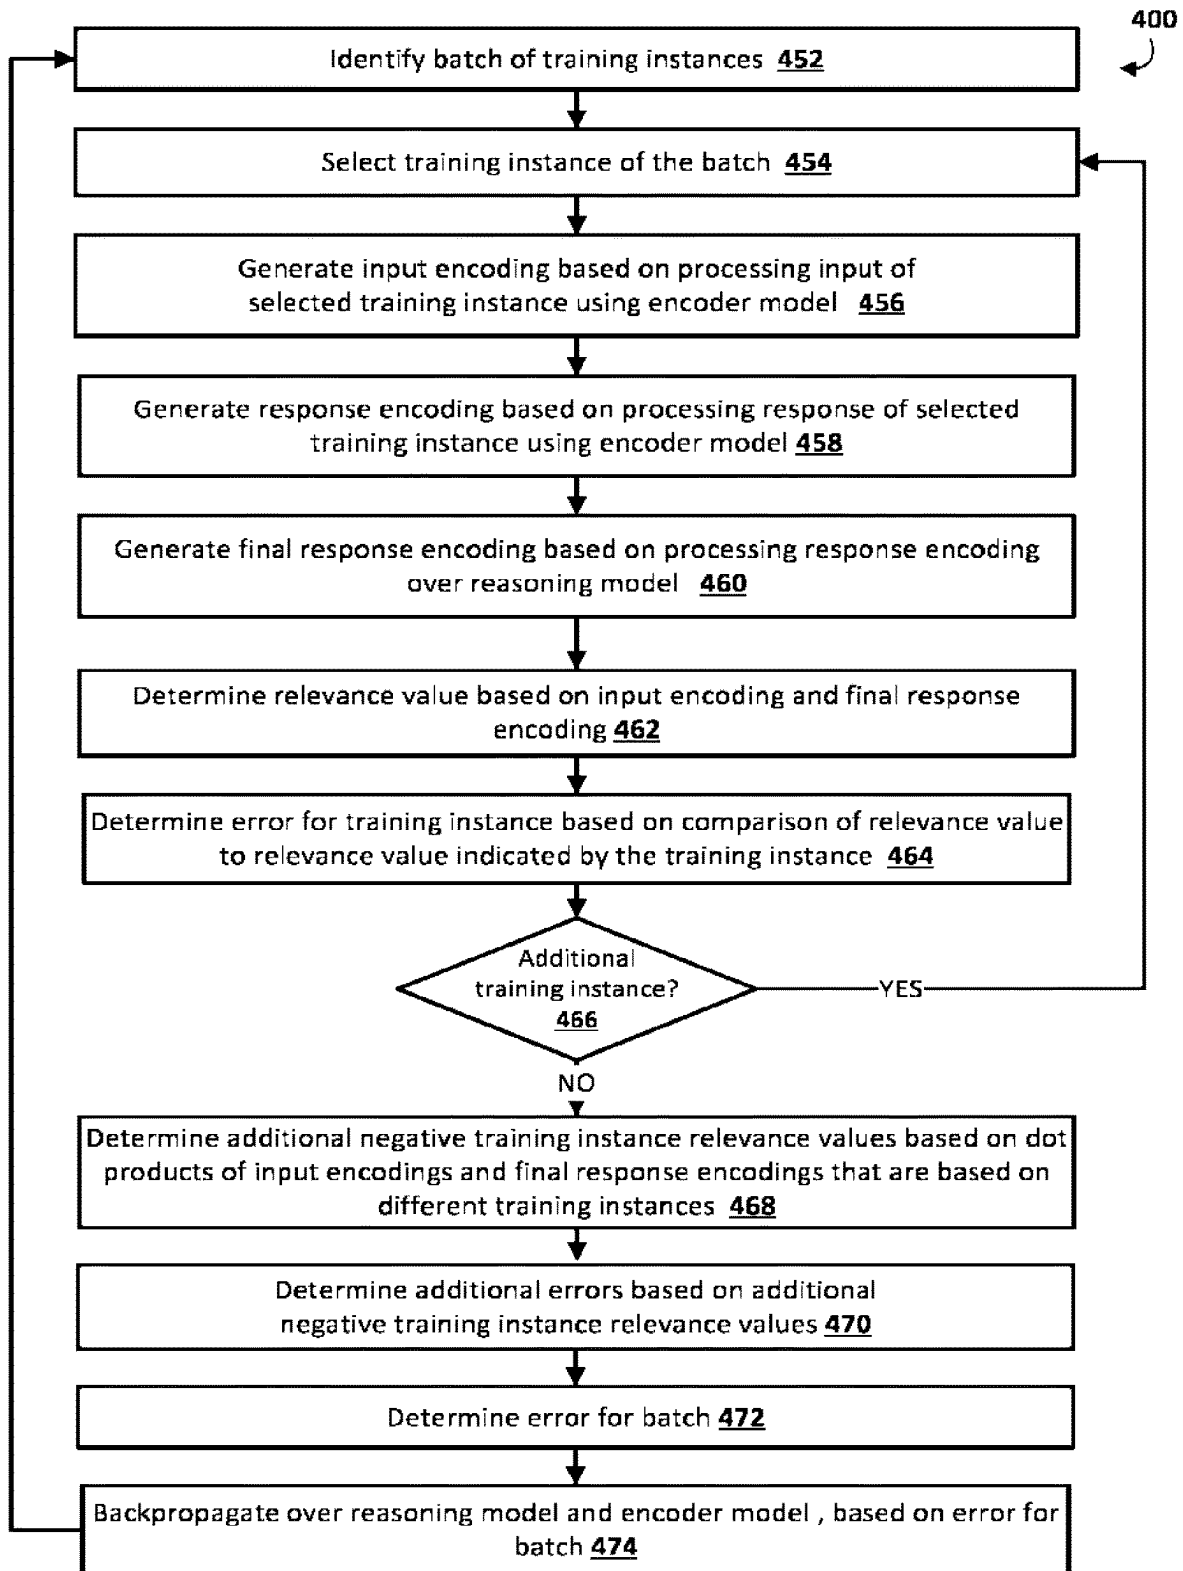 400
Identify batch of training instances 452
Select training instance of the batch 454
Generate input encoding based on processing input of
selected training instance using encoder model 456
Generate response encoding based on processing response of selected
training instance using encoder model 458
Generate final response encoding based on processing response encoding
over reasoning model 460
Determine relevance value based on input encoding and final response
encoding 462
Determine error for training instance based on comparison of relevance value
to relevance value indicated by the training instance 464
Additional
training instance?
466
YES
NO
Determine additional negative training instance relevance values based on dot
products of input encodings and final response encodings that are based on
different training instances 468
Determine additional errors based on additional
negative training instance relevance values 470
Determine error for batch 472
Backpropagate over reasoning model and encoder model , based on error for
batch 474